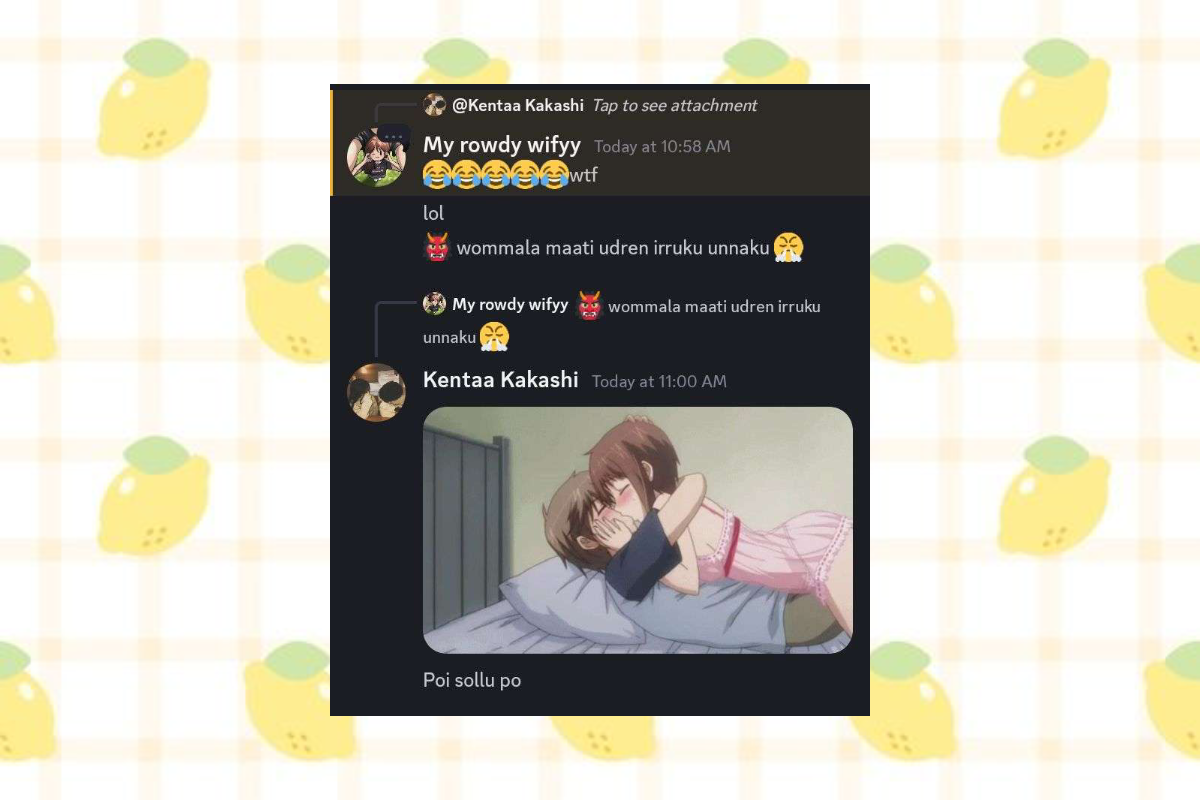 @Kentaa Kakashi Tap to see attachment
My rowdy wifyy Today at 10:58 AM
😂😂😂😂😂wtf
lol
👹 wommala maati udren irruku unnaku 😤
My rowdy wifyy 👹 wommala maati udren irruku
unnaku 😤
Kentaa Kakashi Today at 11:00 AM
Poi sollu po